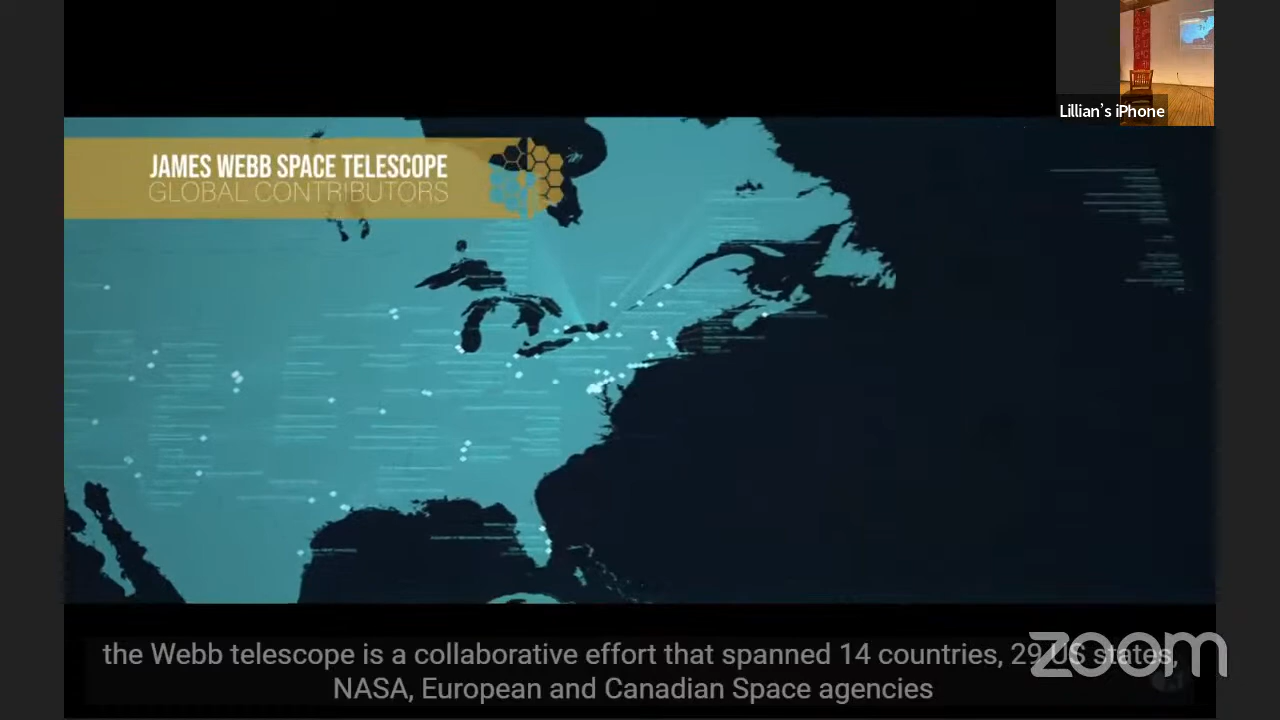 Lillian’s iPhone
JAMES WEBB SPACE TELESCOPE
GLOBAL CONTRIBUTORS
the Webb telescope is a collaborative effort that spanned 14 countries, 29 US states,
NASA, European and Canadian Space agencies
zoom